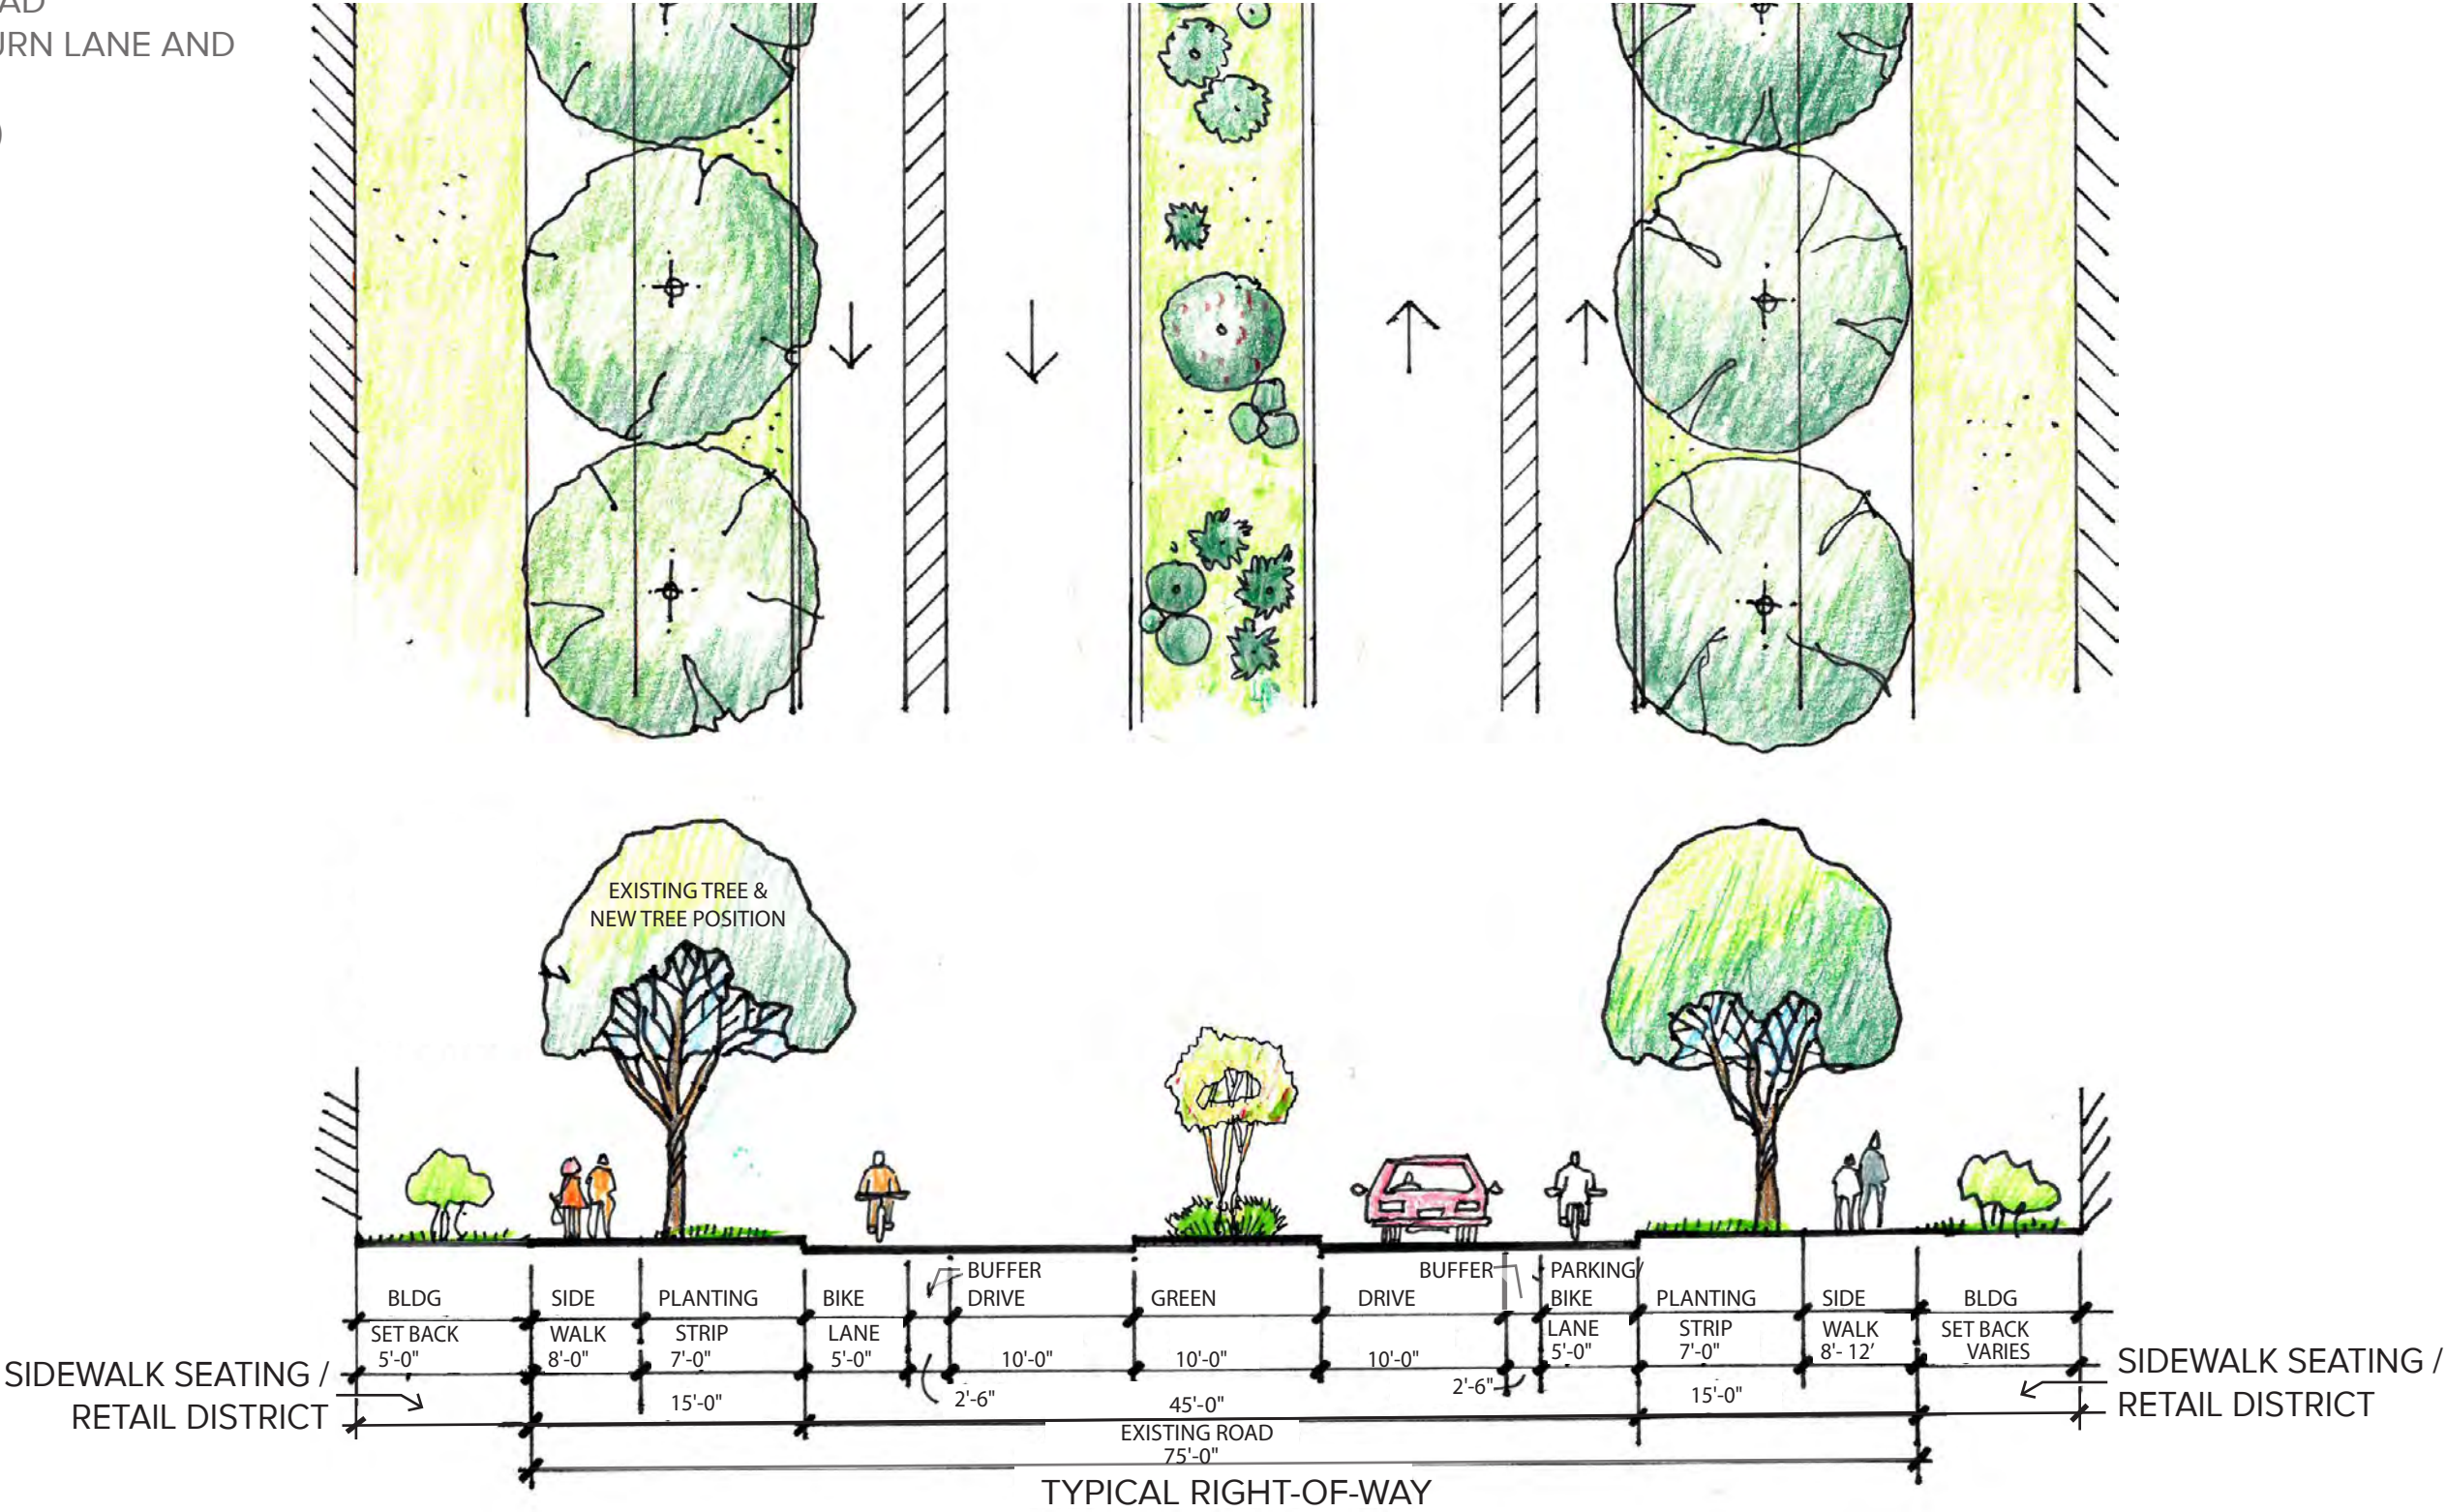 URN LANE AND
EXISTING TREE &
NEW TREE POSITION
BUFFER
BUFFER
PARKING/
BLDG
SIDE
PLANTING
BIKE
DRIVE
GREEN
DRIVE
BIKE
PLANTING
SIDE
BLDG
SET BACK
WALK
STRIP
LANE
LANE
STRIP
WALK
SET BACK
5'-0"
8'-0"
7'-0"
5'-0"
10'-0"
10'-0"
10'-0"
5'-0"
7'-0"
8'- 12'
VARIES
SIDEWALK SEATING /
RETAIL DISTRICT
2'-6"
2'-6"
SIDEWALK SEATING /
RETAIL DISTRICT
15'-0"
45'-0"
15'-0"
EXISTING ROAD
75'-0"
TYPICAL RIGHT-OF-WAY